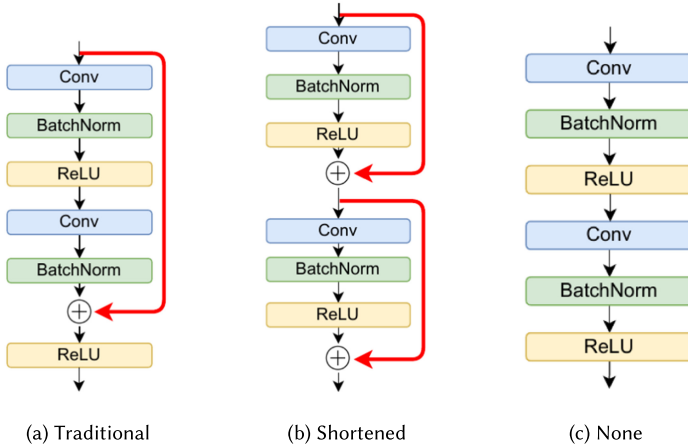 Conv
BatchNorm
ReLU
Conv
BatchNorm
ReLU
(a) Traditional
Conv
BatchNorm
ReLU
Conv
BatchNorm
ReLU
(b) Shortened
Conv
BatchNorm
ReLU
Conv
BatchNorm
ReLU
(c) None